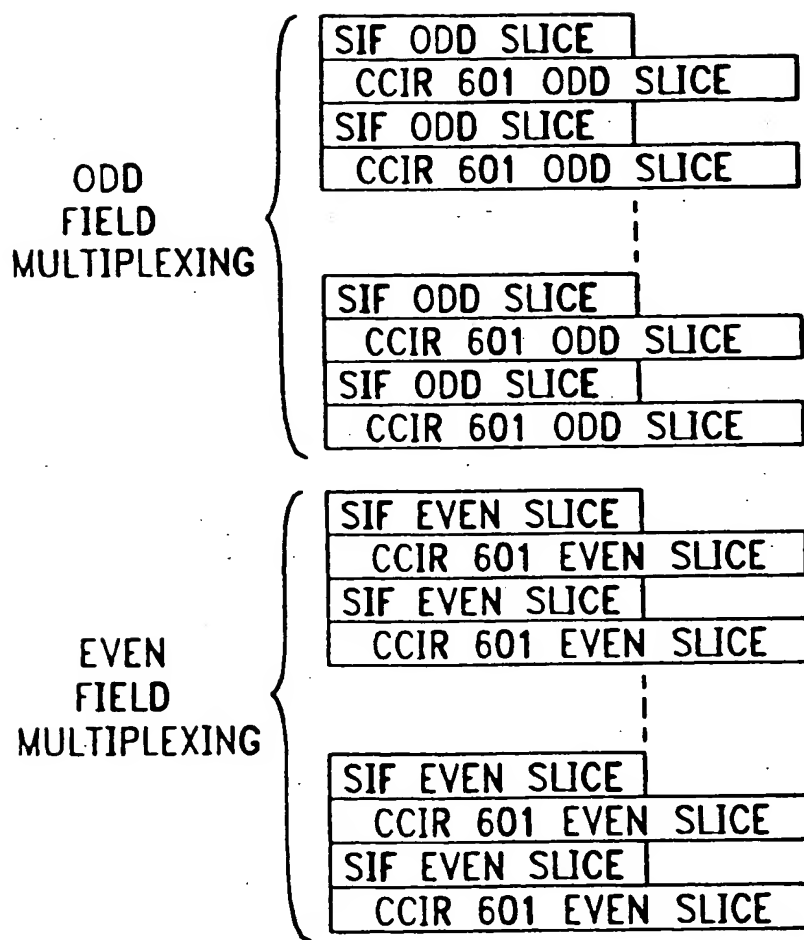 SIF ODD SLICE
CCIR 601 ODD SLICE
SIF ODD SLICE
CCIR 601 ODD SLICE
ODD
FIELD
MULTIPLEXING
SIF ODD SLICE
CCIR 601 ODD SLICE
SIF ODD SLICE
CCIR 601 ODD SLICE
SIF EVEN SLICE
CCIR 601 EVEN SLICE
SIF EVEN SLICE
CCIR 601 EVEN SLICE
EVEN
FIELD
MULTIPLEXING
SIF EVEN SLICE
CCIR 601 EVEN SLICE
SIF EVEN SLICE
CCIR 601 EVEN SLICE